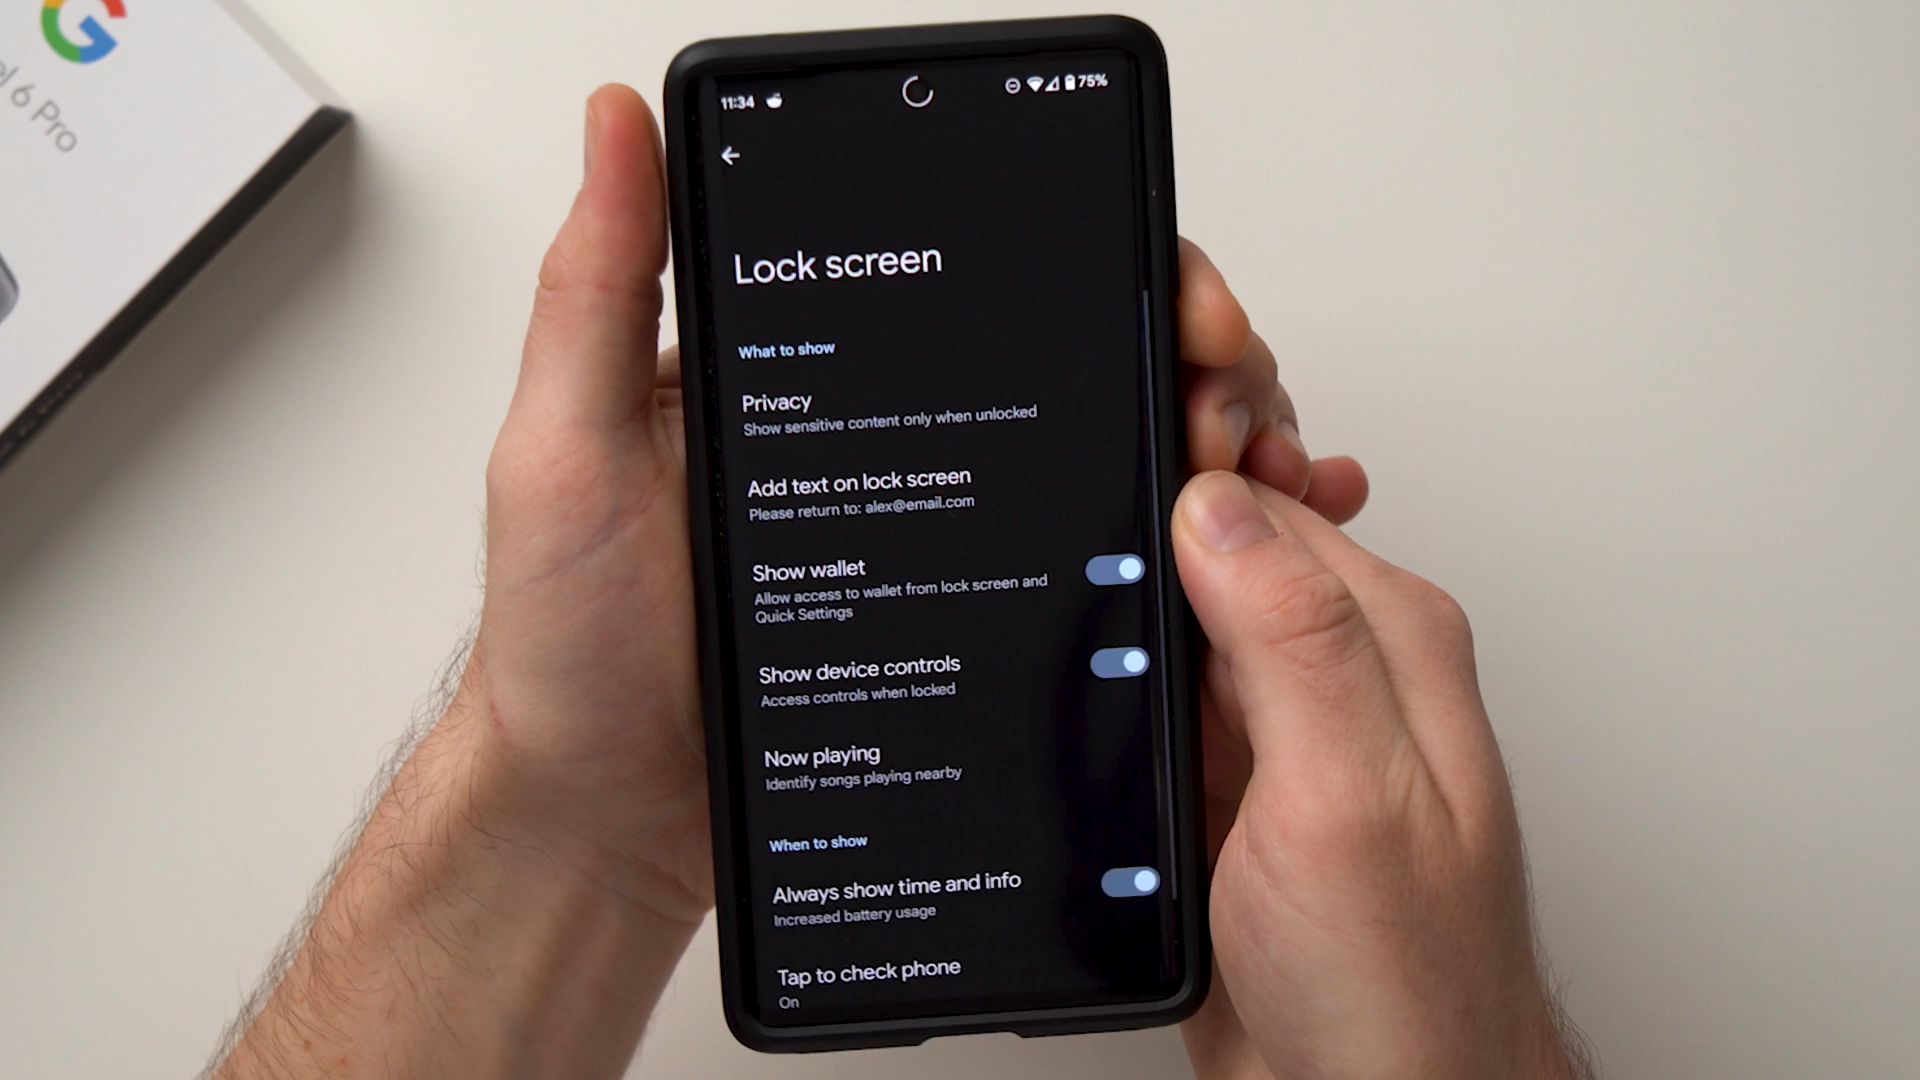 6 Pro
11:34
75%
Lock screen
What to show
Privacy
Show sensitive content only when unlocked
Add text on lock screen
Please return to: alex@email.com
Show wallet
Allow access to wallet from lock screen and
Quick Settings
Show device controls
Access controls when locked
Now playing
Identify songs playing nearby
When to show
Always show time and info
Increased battery usage
Tap to check phone
On